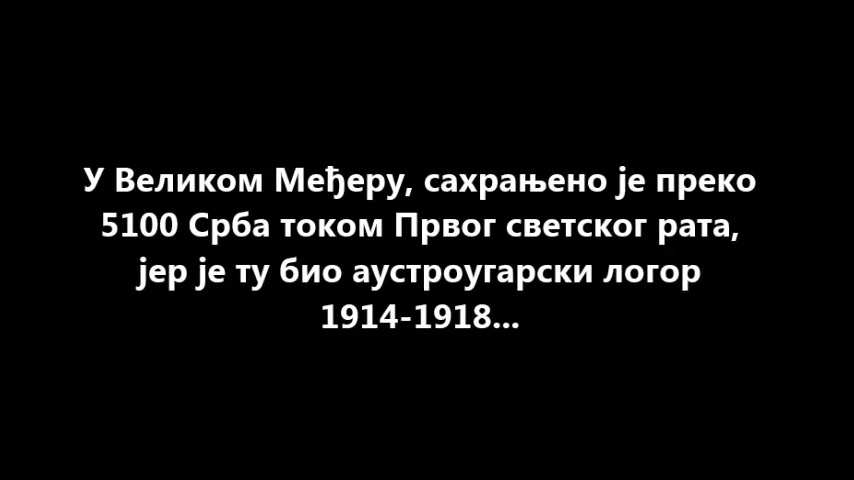 У Великом Међеру, сахрањено је преко
5100 Срба током Првог светског рата,
јер је ту био аустроугарски логор
1914-1918...